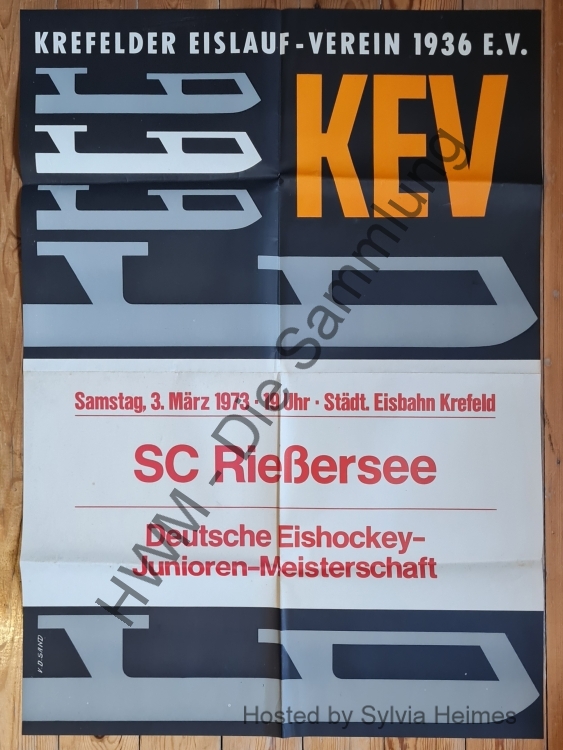 KREFELDER EISLAUF-VEREIN 1936 E.V.
KEV
Samstag, 3. März 1973 · 19 Uhr · Städt. Eisbahn Krefeld
SC Rießersee
Deutsche Eishockey-
Junioren-Meisterschaft
V.D.SAND
HWM - Die Sammlung
Hosted by Sylvia Heimes